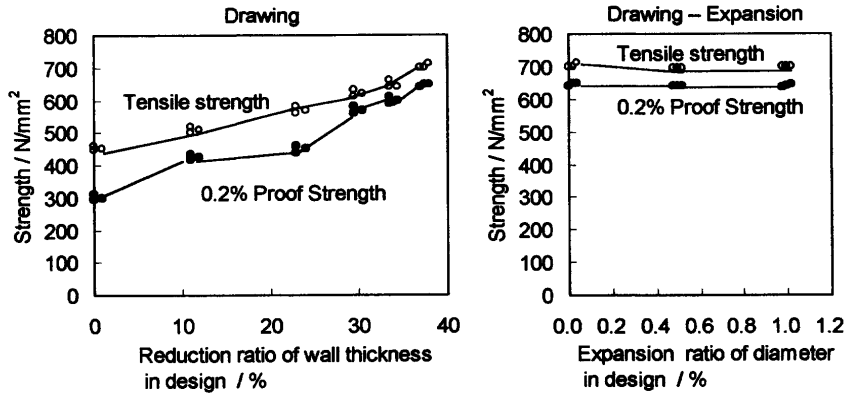 Drawing
800
700
600
500
400
300
200
100
0
Strength / N/mm²
Tensile strength
0.2% Proof Strength
0 10 20 30 40
Reduction ratio of wall thickness
in design / %
Drawing – Expansion
800
700
600
500
400
300
200
100
0
Strength / N/mm²
Tughile strength
0.2% Proof Strength
0.0 0.2 0.4 0.6 0.8 1.0 1.2
Expansion ratio of diameter
in design / %